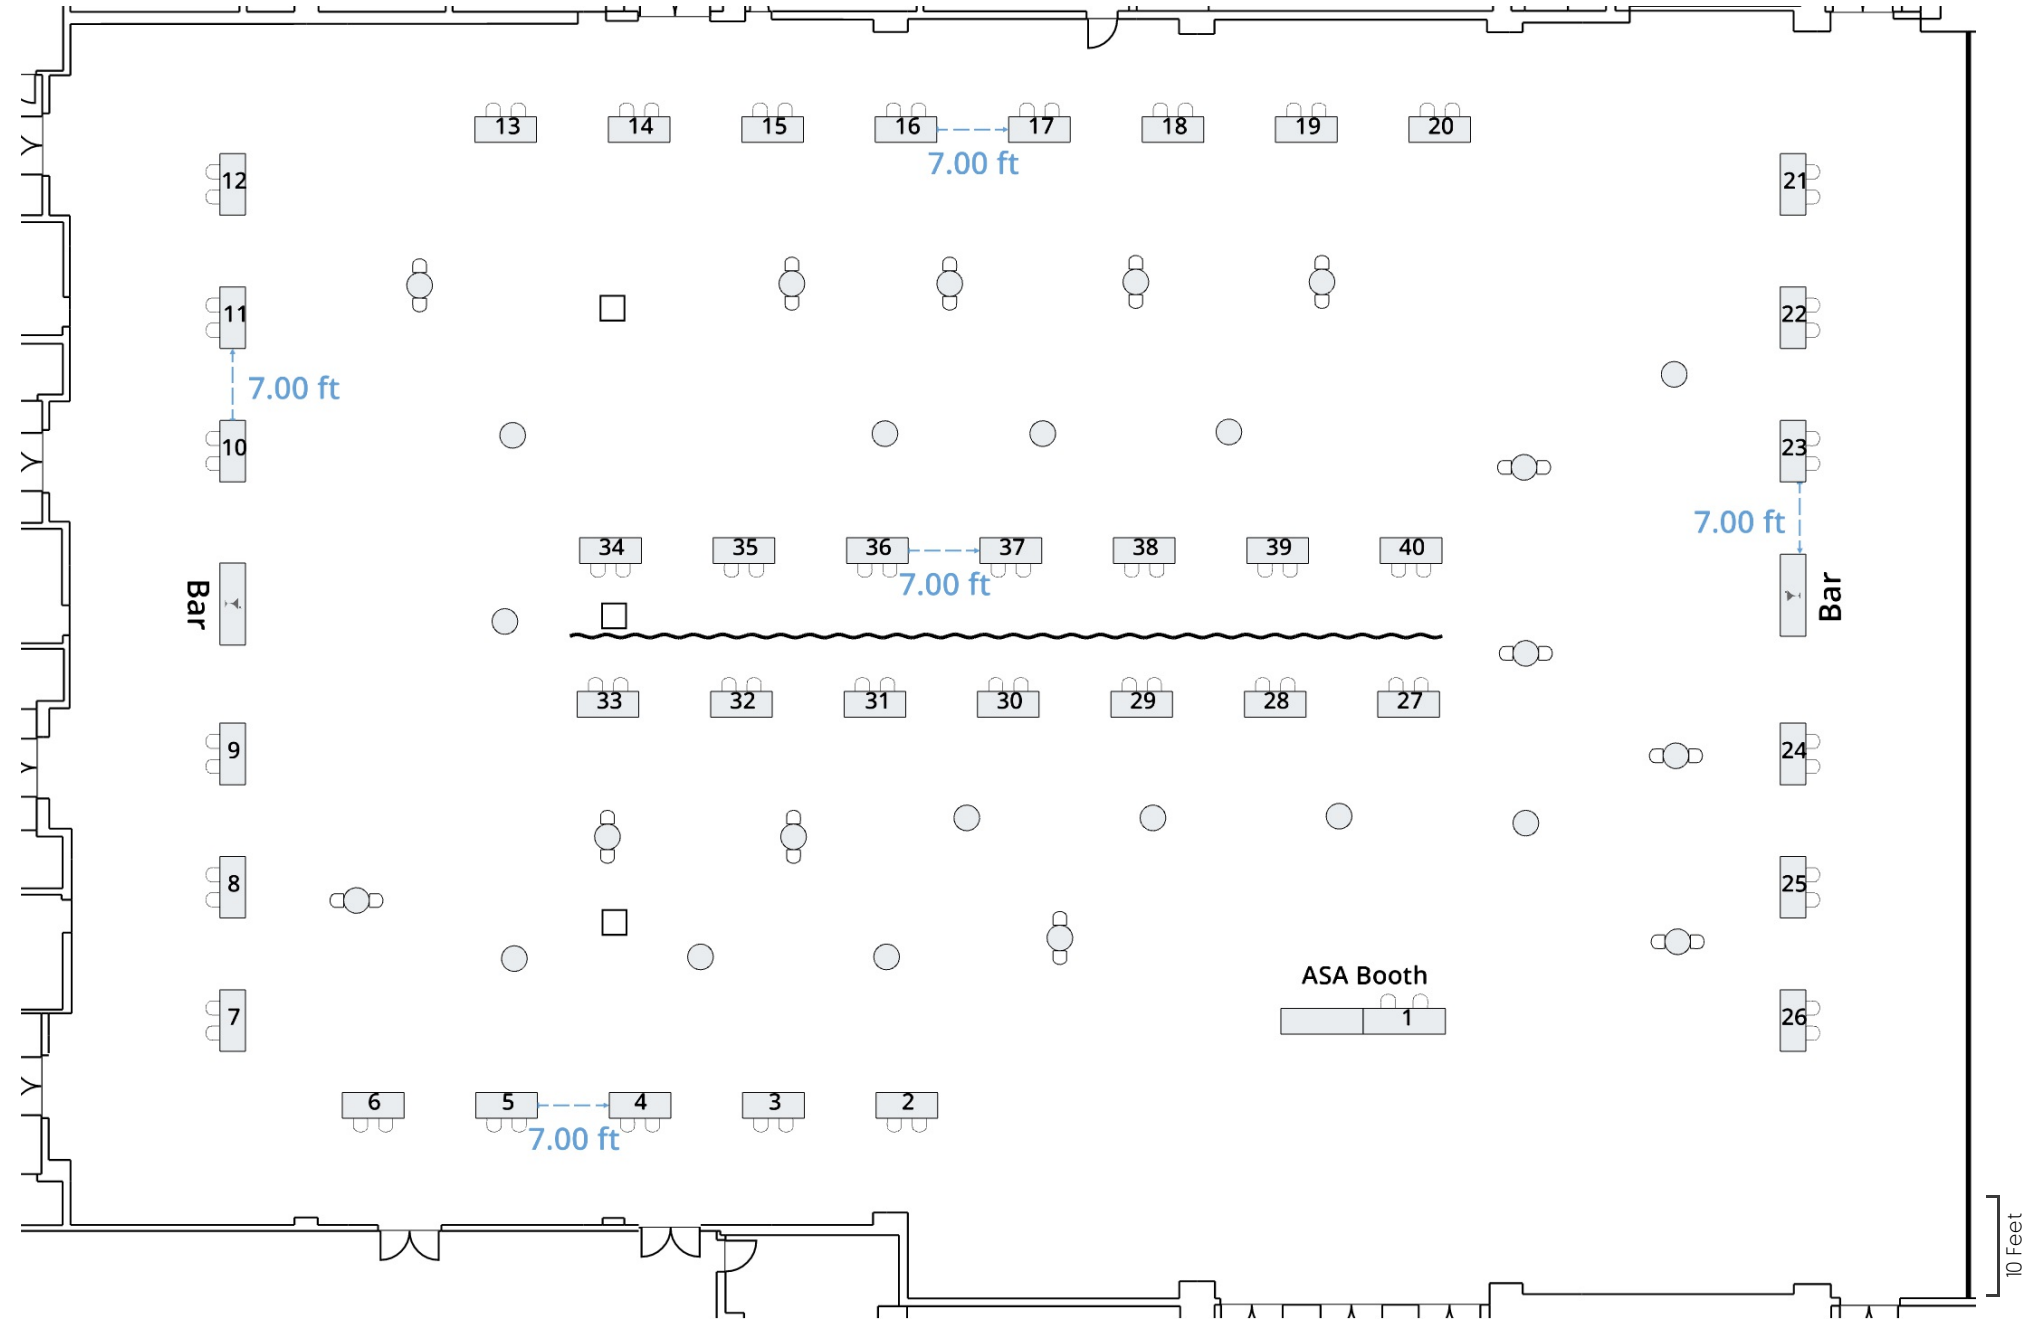 13 14 15 16 17 18 19 20
7.00 ft
12
21
11
22
7.00 ft
10
23
7.00 ft
34 35 36 37 38 39 40
7.00 ft
Bar
Bar
33 32 31 30 29 28 27
9
24
8
25
ASA Booth
7
1
26
6 5 4 3 2
7.00 ft
10 Feet